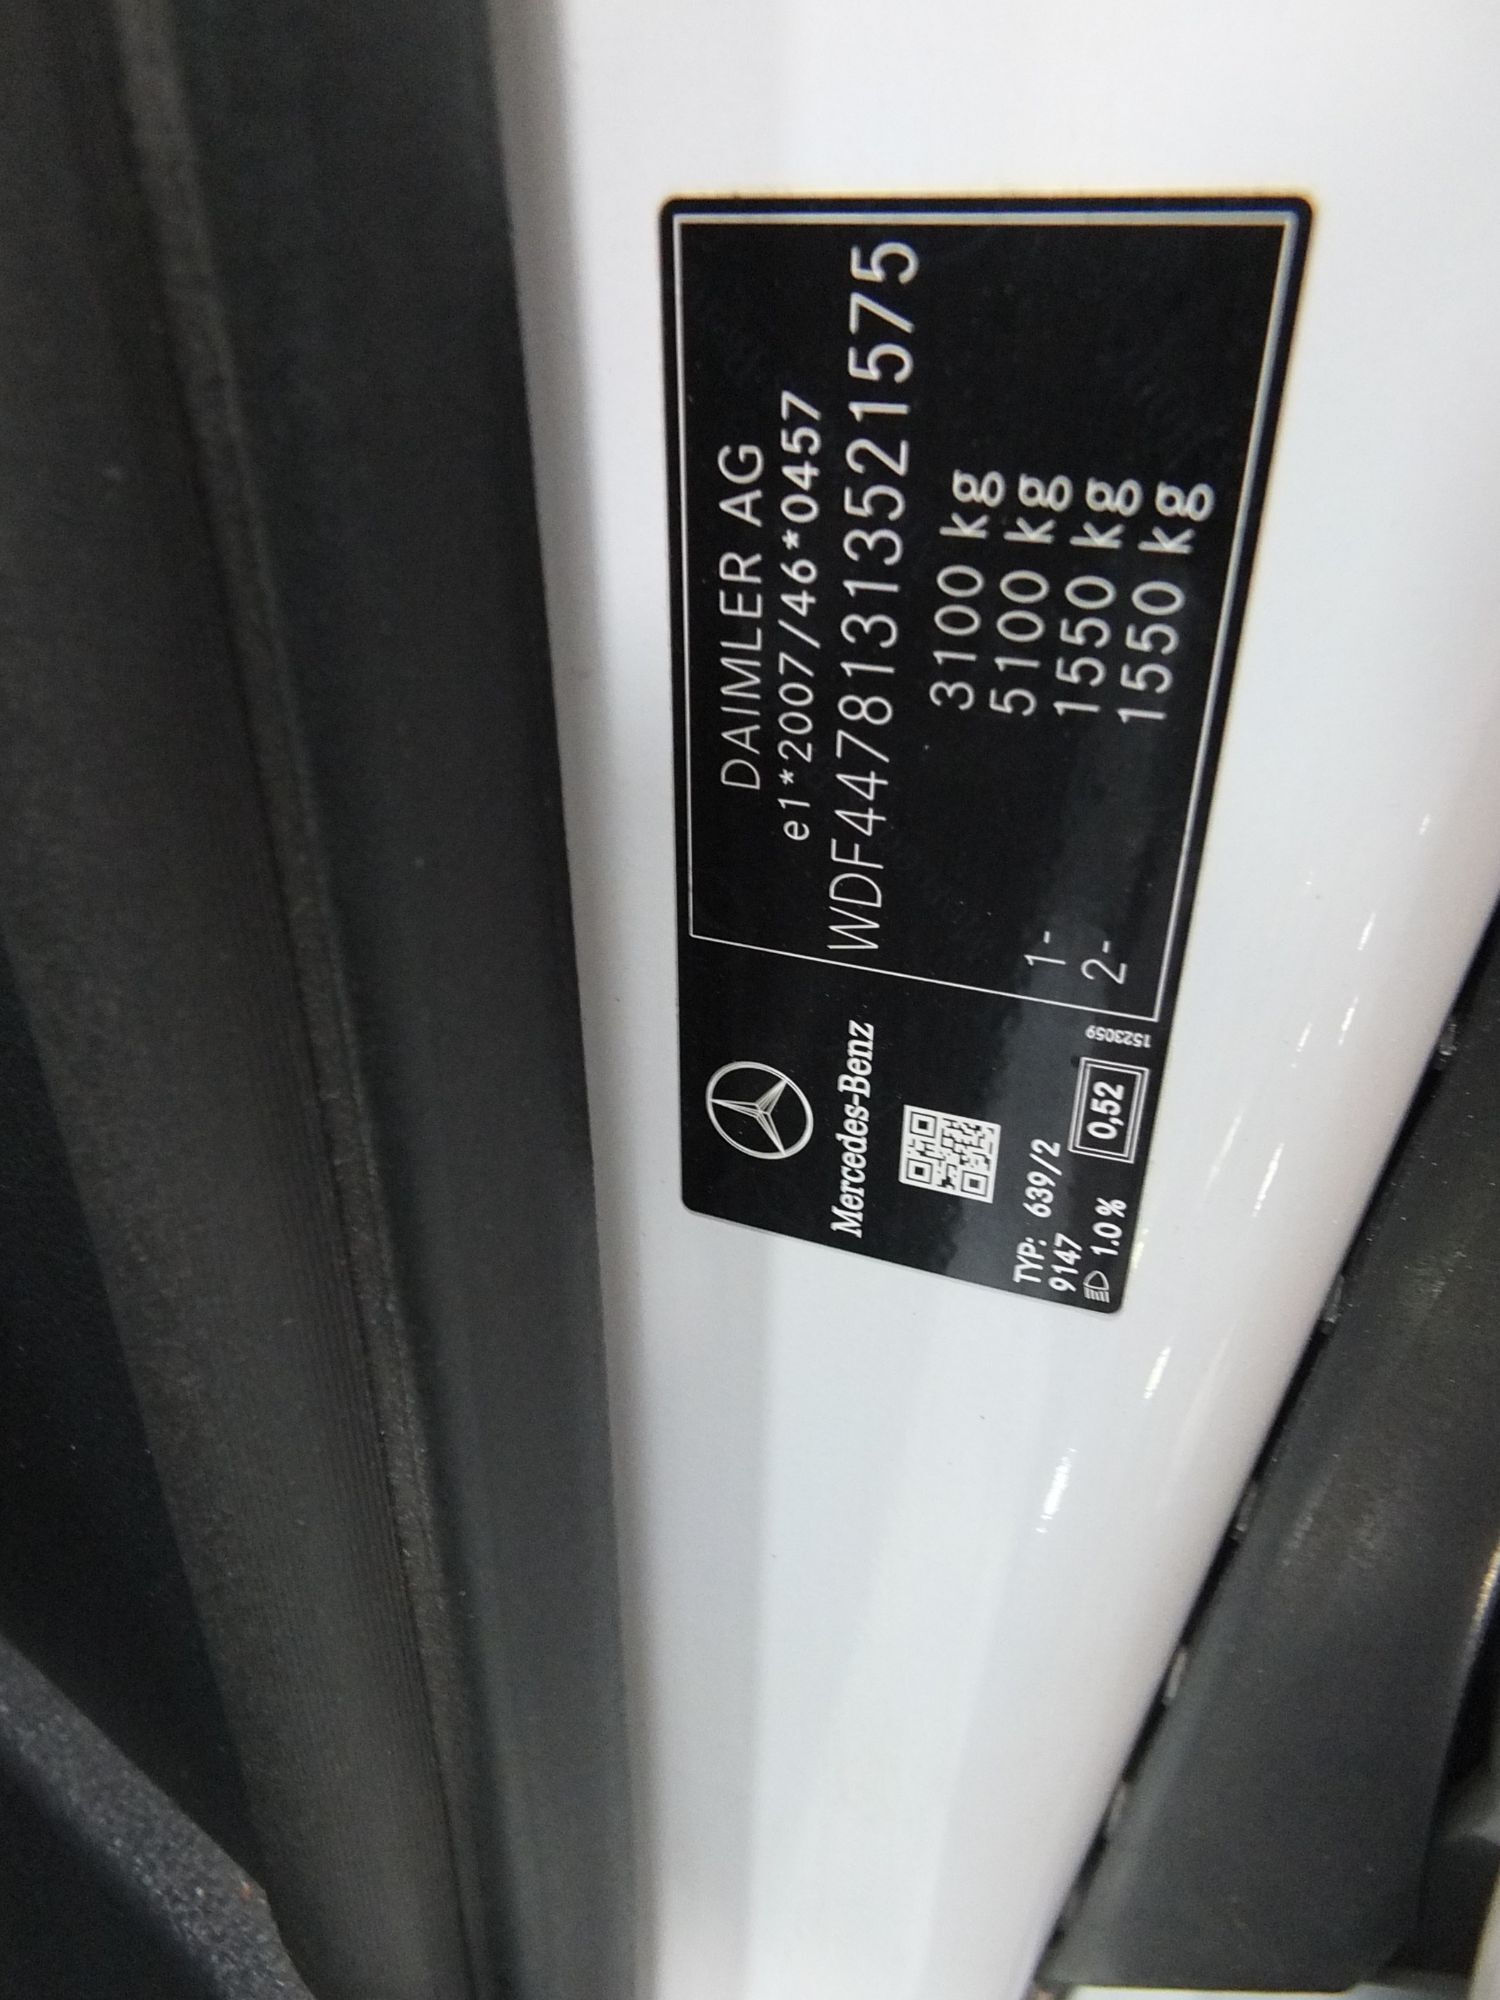 DAIMLER AG
e1*2007/46*0457
WDF44781313521575
3100 kg
5100 kg
1- 1550 kg
2- 1550 kg
Mercedes-Benz
TYP: 639/2
9147
1.0 %
0,52
1523059